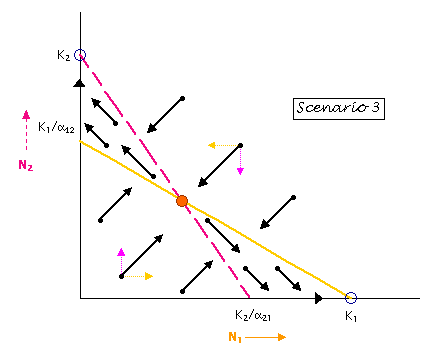 K₂
Scenario 3
K₁/α₁₂
N₂
K₂/α₂₁
K₁
N₁